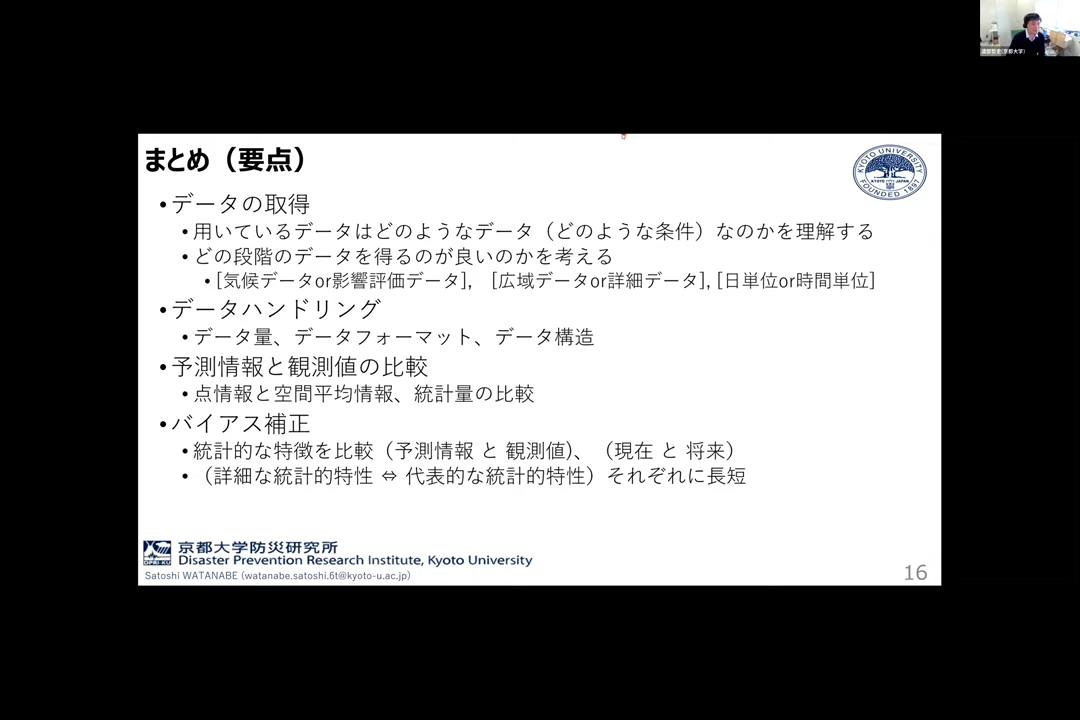 渡部哲史(京都大学)
まとめ（要点）
KYOTO UNIVERSITY
KYOTO JAPAN
FOUNDED 1897
•データの取得
•用いているデータはどのようなデータ（どのような条件）なのかを理解する
•どの段階のデータを得るのが良いのかを考える
•[気候データor影響評価データ], [広域データor詳細データ], [日単位or時間単位]
•データハンドリング
•データ量、データフォーマット、データ構造
•予測情報と観測値の比較
•点情報と空間平均情報、統計量の比較
•バイアス補正
•統計的な特徴を比較（予測情報 と 観測値)、（現在 と 将来）
•（詳細な統計的特性 ⇔ 代表的な統計的特性）それぞれに長短
DPRI-KU
京都大学防災研究所
Disaster Prevention Research Institute, Kyoto University
Satoshi WATANABE (watanabe.satoshi.6t@kyoto-u.ac.jp)
16